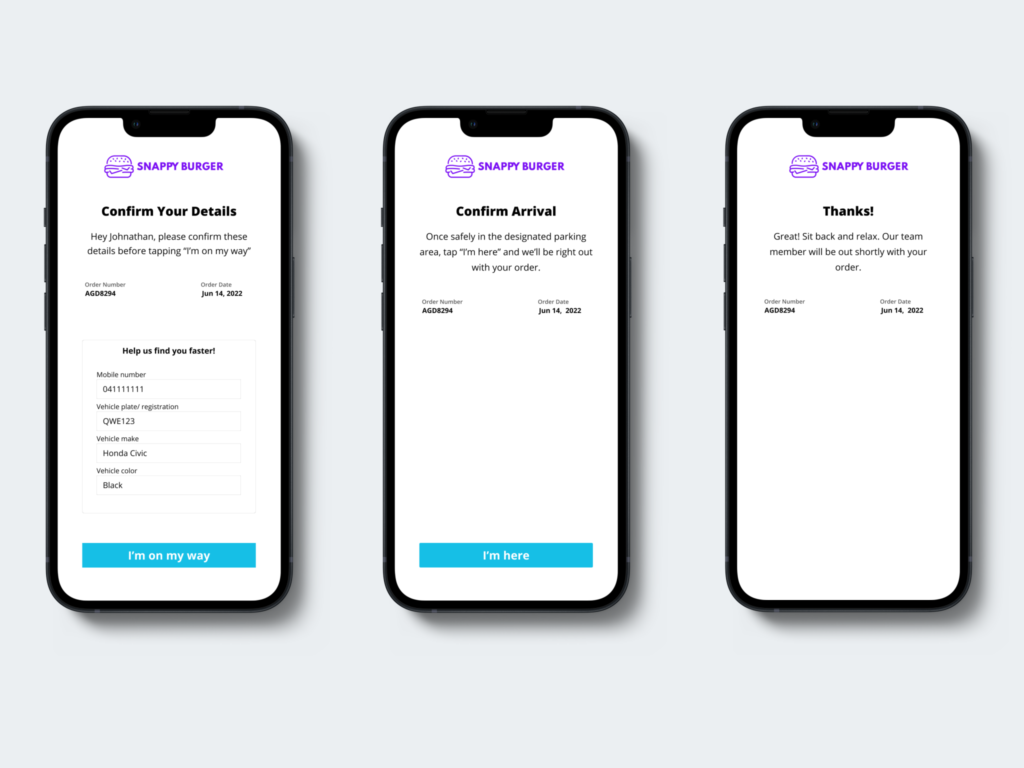 SNAPPY BURGER
Confirm Your Details
Hey Johnathan, please confirm these
details before tapping “I’m on my way”
Order Number
AGD8294
Order Date
Jun 14, 2022
Help us find you faster!
Mobile number
041111111
Vehicle plate/ registration
QWE123
Vehicle make
Honda Civic
Vehicle color
Black
I’m on my way
SNAPPY BURGER
Confirm Arrival
Once safely in the designated parking
area, tap “I’m here” and we’ll be right out
with your order.
Order Number
AGD8294
Order Date
Jun 14, 2022
I’m here
SNAPPY BURGER
Thanks!
Great! Sit back and relax. Our team
member will be out shortly with your
order.
Order Number
AGD8294
Order Date
Jun 14, 2022